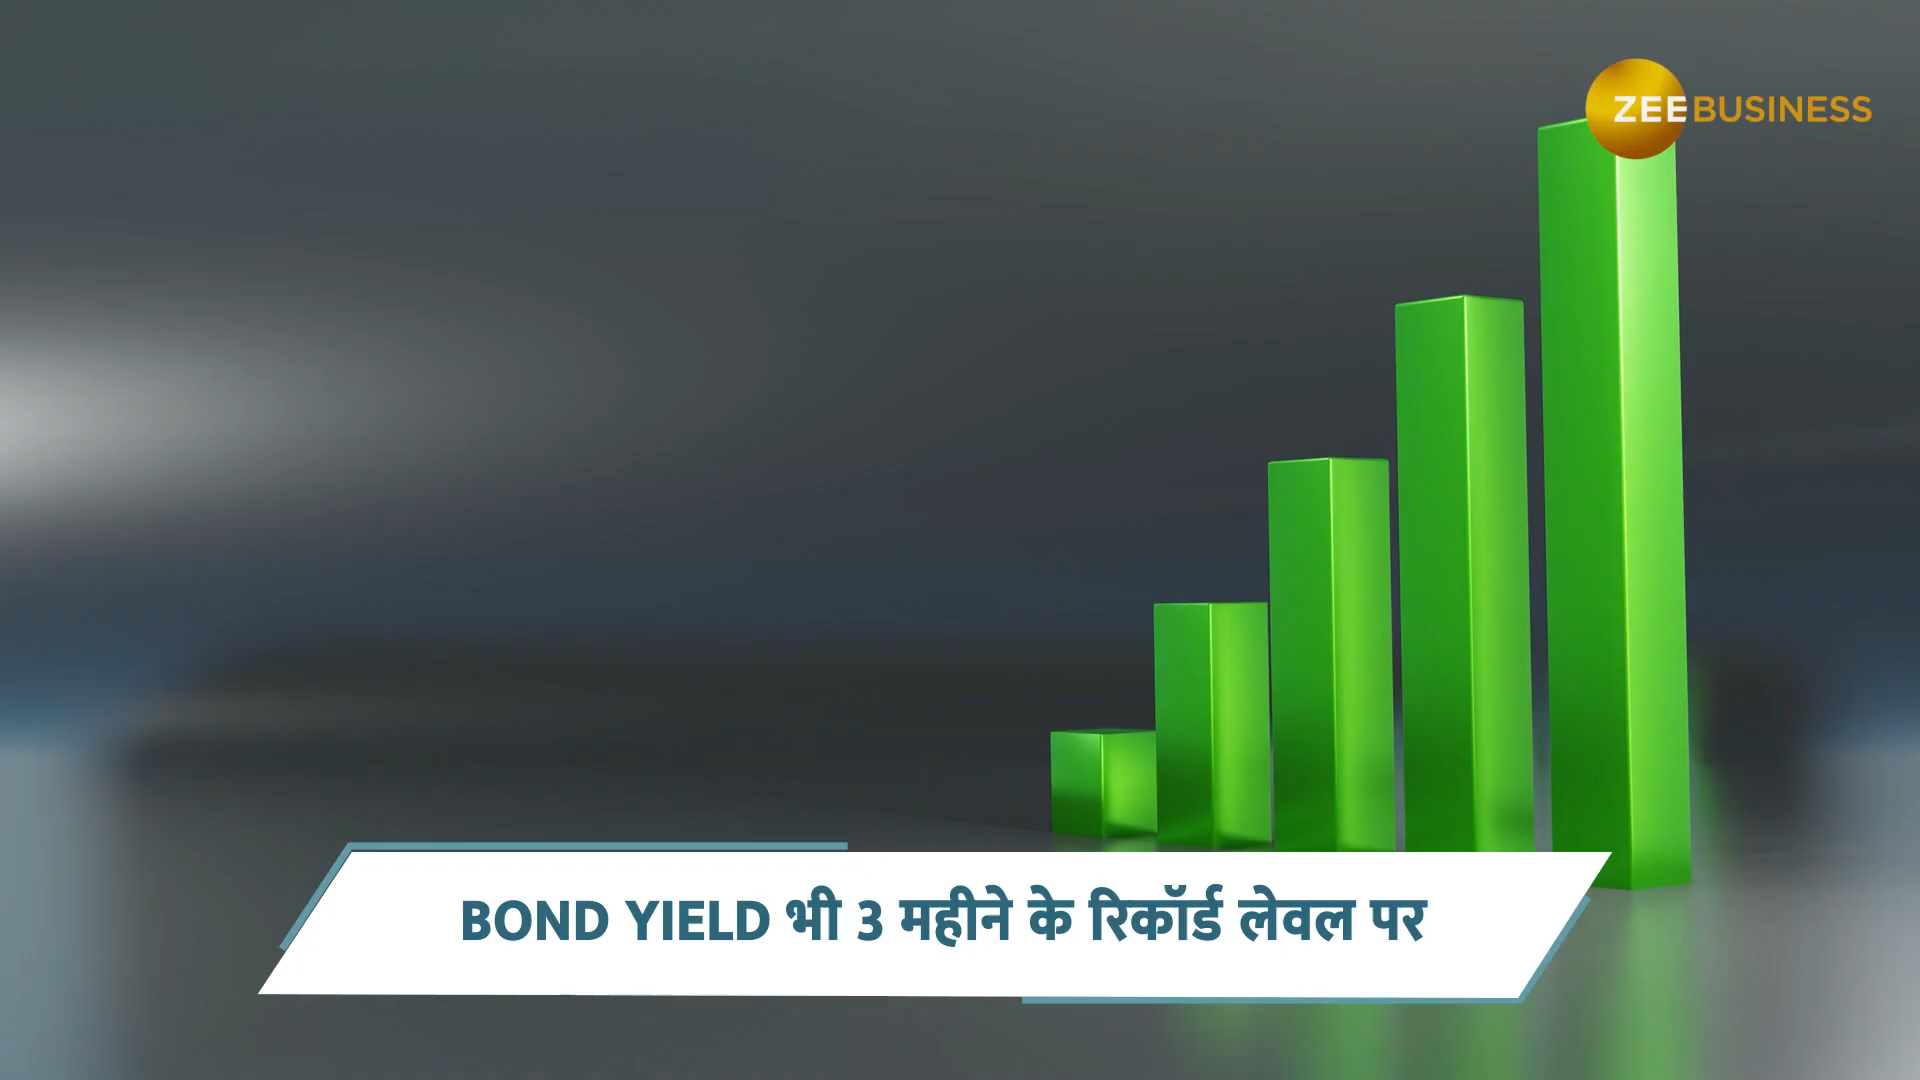 ZEEBUSINESS
BOND YIELD भी 3 महीने के रिकॉर्ड लेवल पर